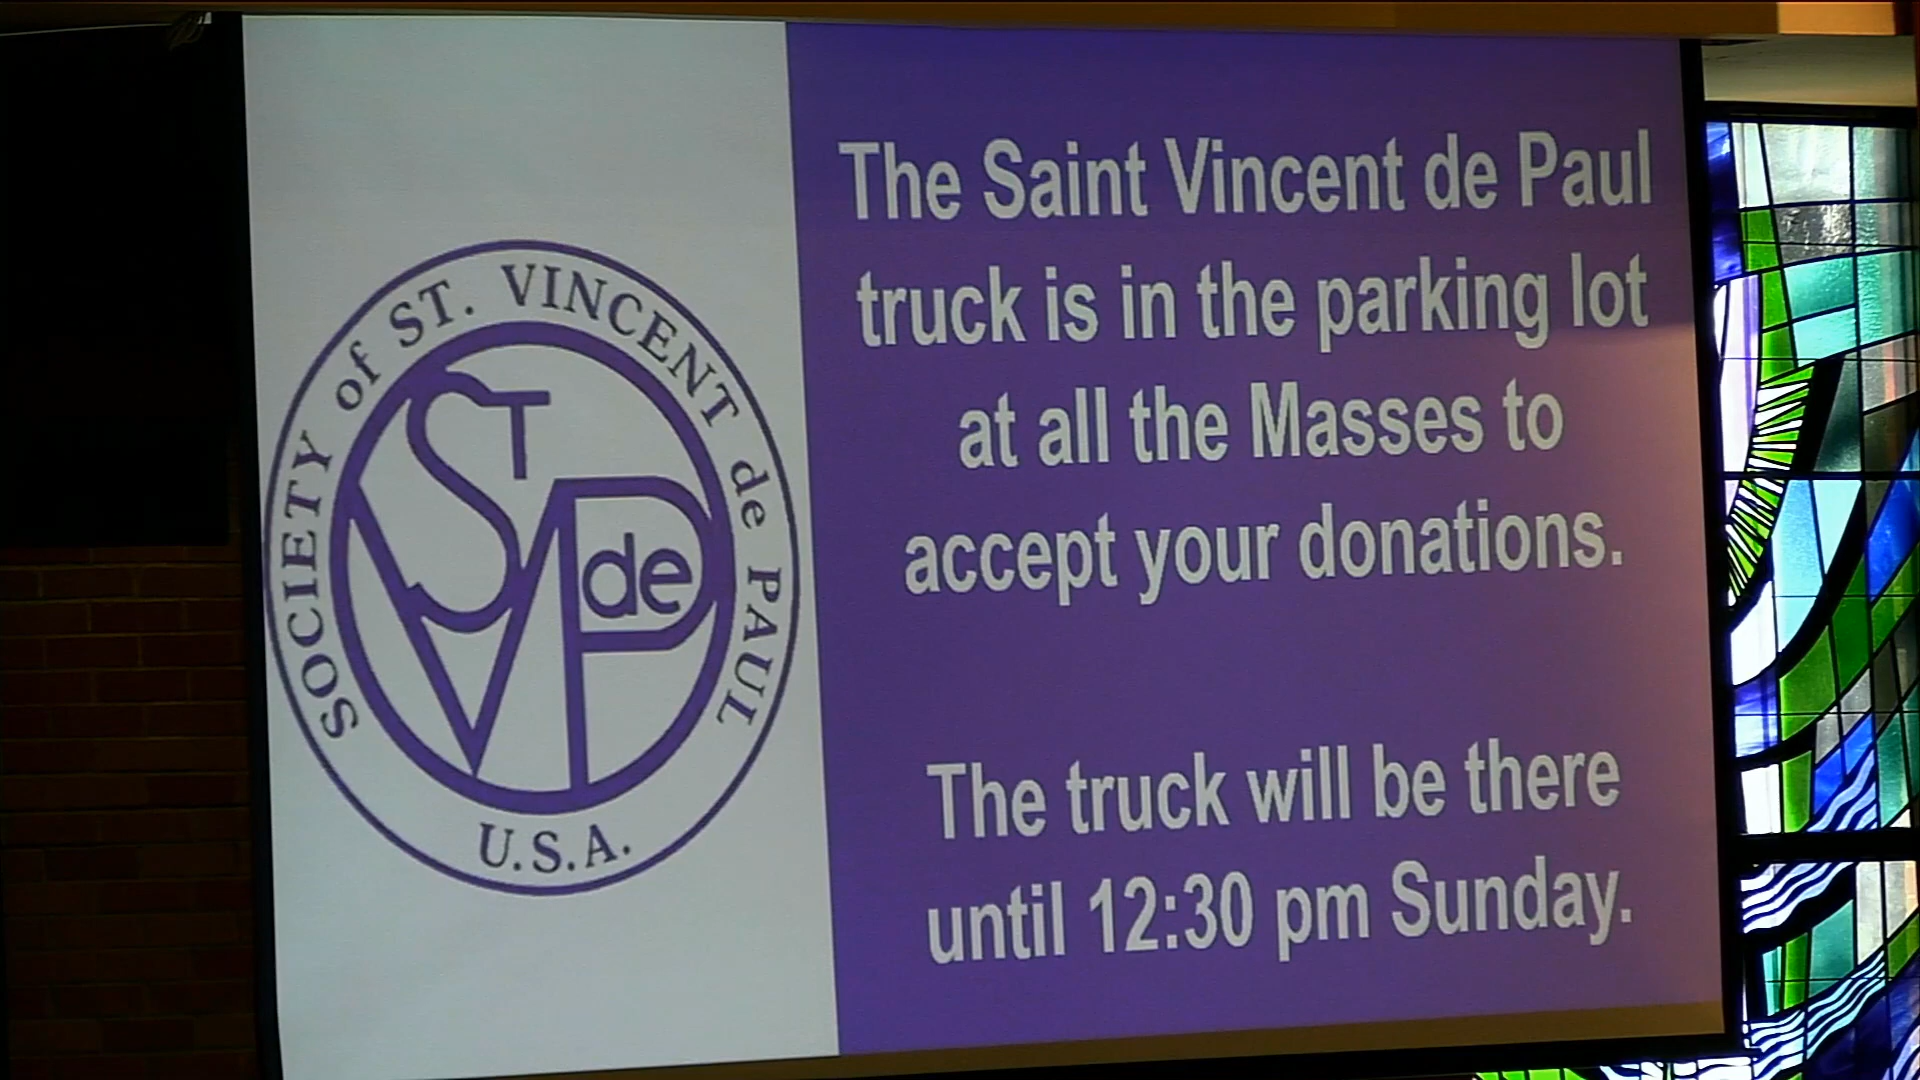 SOCIETY of ST. VINCENT de PAUL
ST
V de P
U.S.A.
The Saint Vincent de Paul
truck is in the parking lot
at all the Masses to
accept your donations.
The truck will be there
until 12:30 pm Sunday.